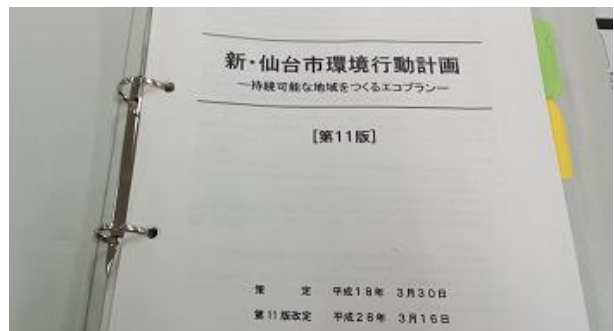 新・仙台市環境行動計画
―持続可能な地域をつくるエコプラン―
[第11版]
策　　定　平成18年　3月30日
第11版改定　平成28年　3月16日